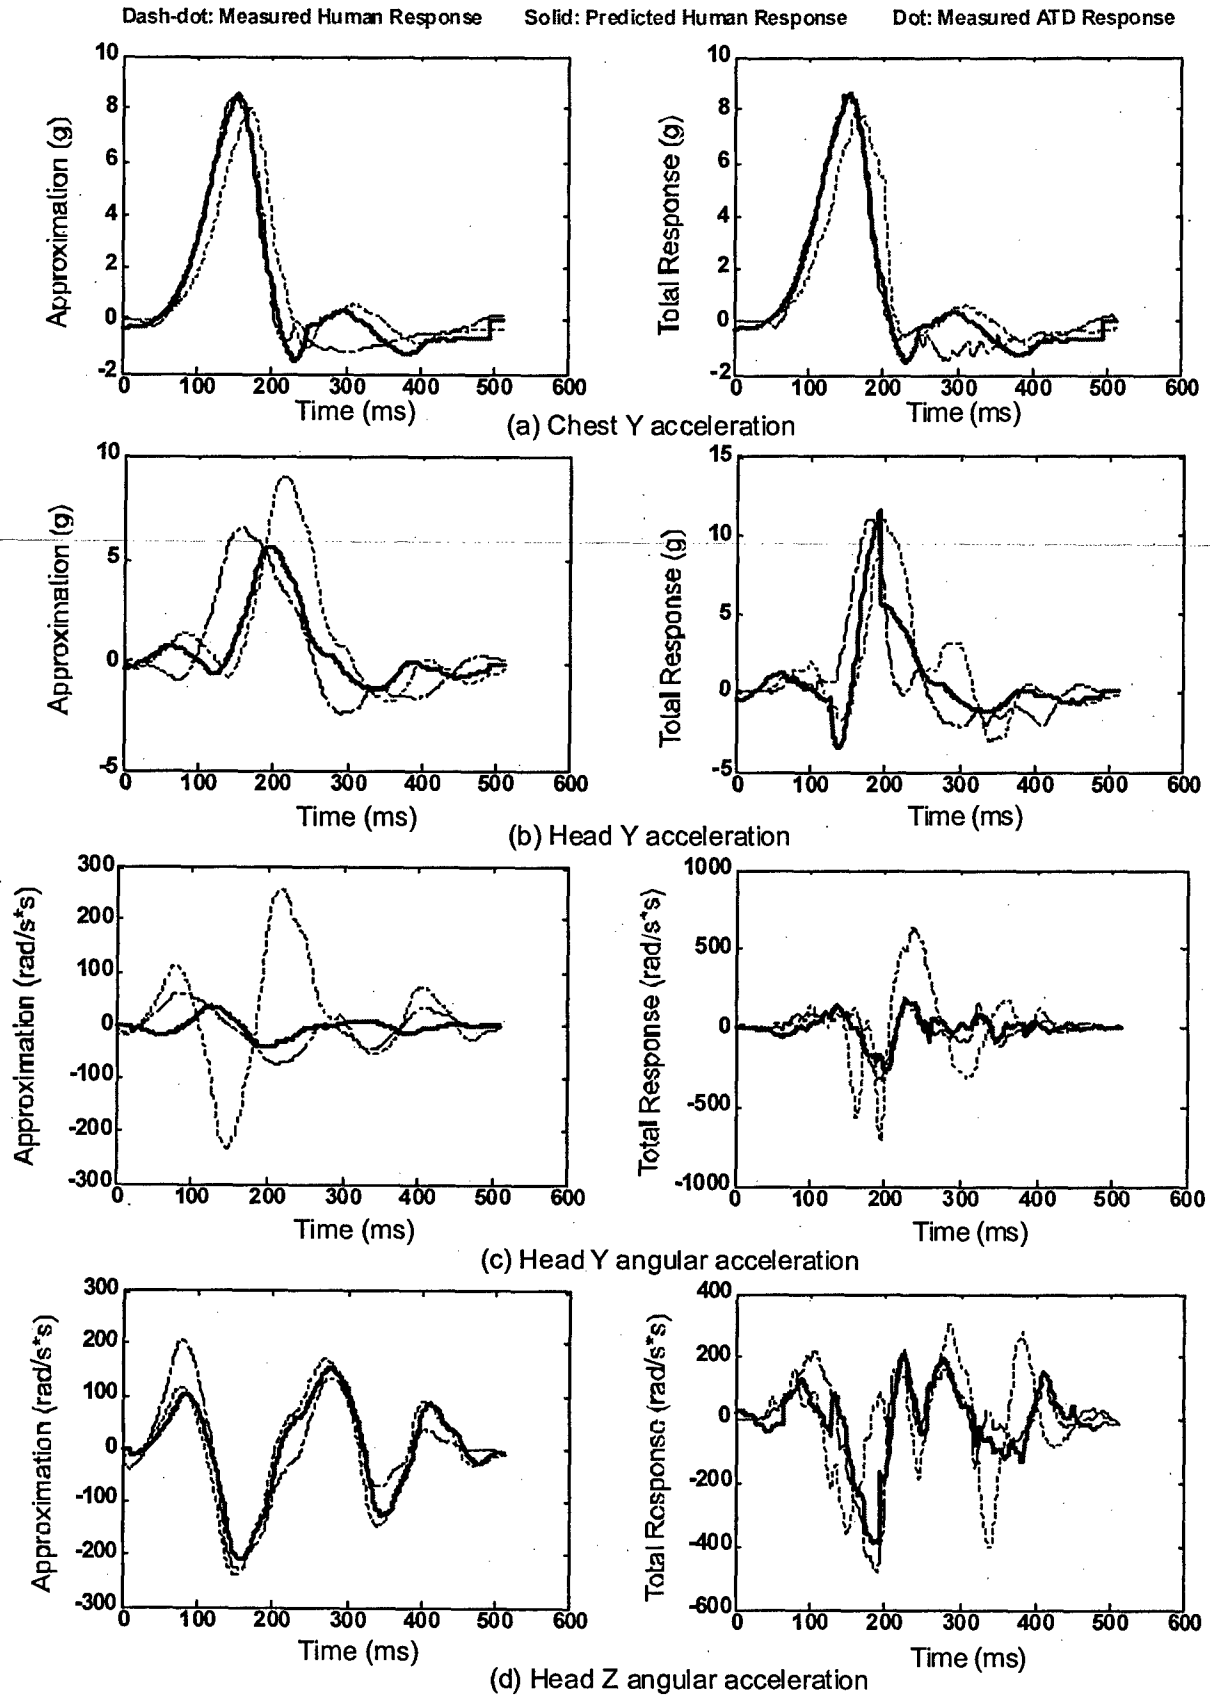 Dash-dot: Measured Human Response Solid: Predicted Human Response Dot: Measured ATD Response
10
8
6
4
2
0
-2
Approximation (g)
0 100 200 300 400 500 600
Time (ms)
10
8
6
4
2
0
-2
Total Response (g)
0 100 200 300 400 500 600
Time (ms)
(a) Chest Y acceleration
10
5
0
-5
Approximation (g)
0 100 200 300 400 500 600
Time (ms)
15
10
5
0
-5
Total Response (g)
0 100 200 300 400 500 600
Time (ms)
(b) Head Y acceleration
300
200
100
0
-100
-200
-300
Approximation (rad/s*s)
0 100 200 300 400 500 600
Time (ms)
1000
500
0
-500
-1000
Total Response (rad/s*s)
0 100 200 300 400 500 600
Time (ms)
(c) Head Y angular acceleration
300
200
100
0
-100
-200
-300
Approximation (rad/s*s)
0 100 200 300 400 500 600
Time (ms)
400
200
0
-200
-400
-600
Total Response (rad/s*s)
0 100 200 300 400 500 600
Time (ms)
(d) Head Z angular acceleration